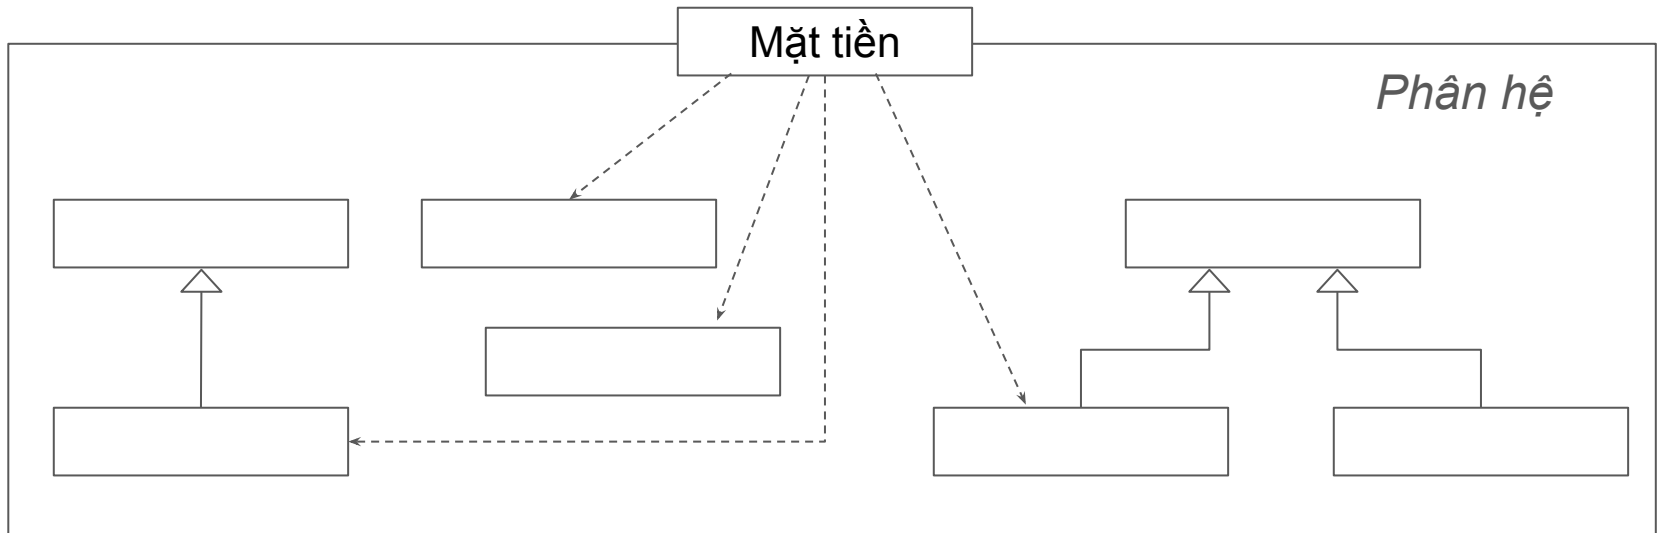 Mặt tiền
Phân hệ